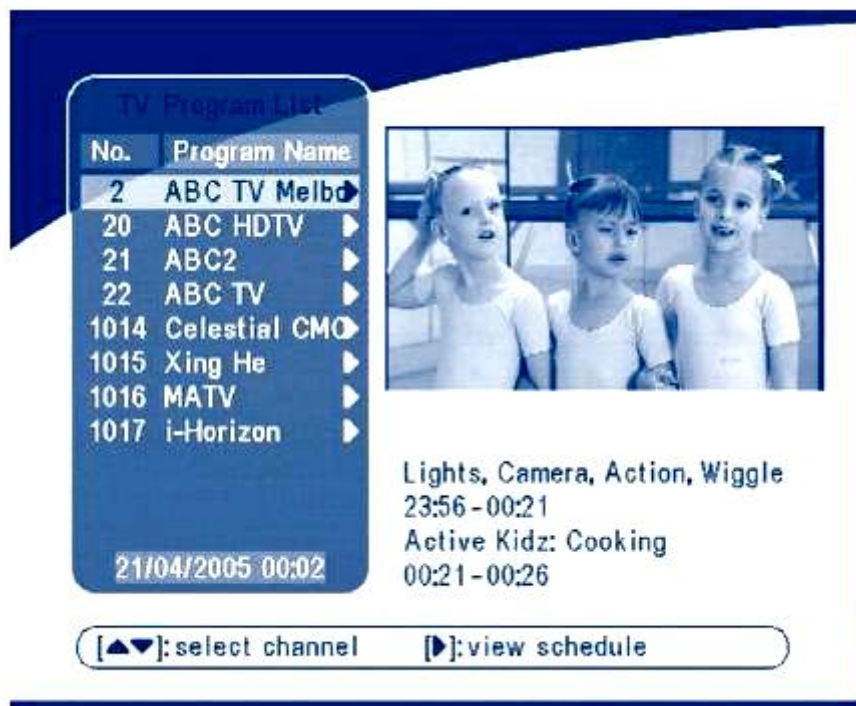 TV Program List
No. Program Name
2 ABC TV Melbo
20 ABC HDTV
21 ABC2
22 ABC TV
1014 Celestial CMC
1015 Xing He
1016 MATV
1017 i-Horizon
21/04/2005 00:02
Lights, Camera, Action, Wiggle
23:56-00:21
Active Kidz: Cooking
00:21-00:26
[▲▼]: select channel [▶]: view schedule